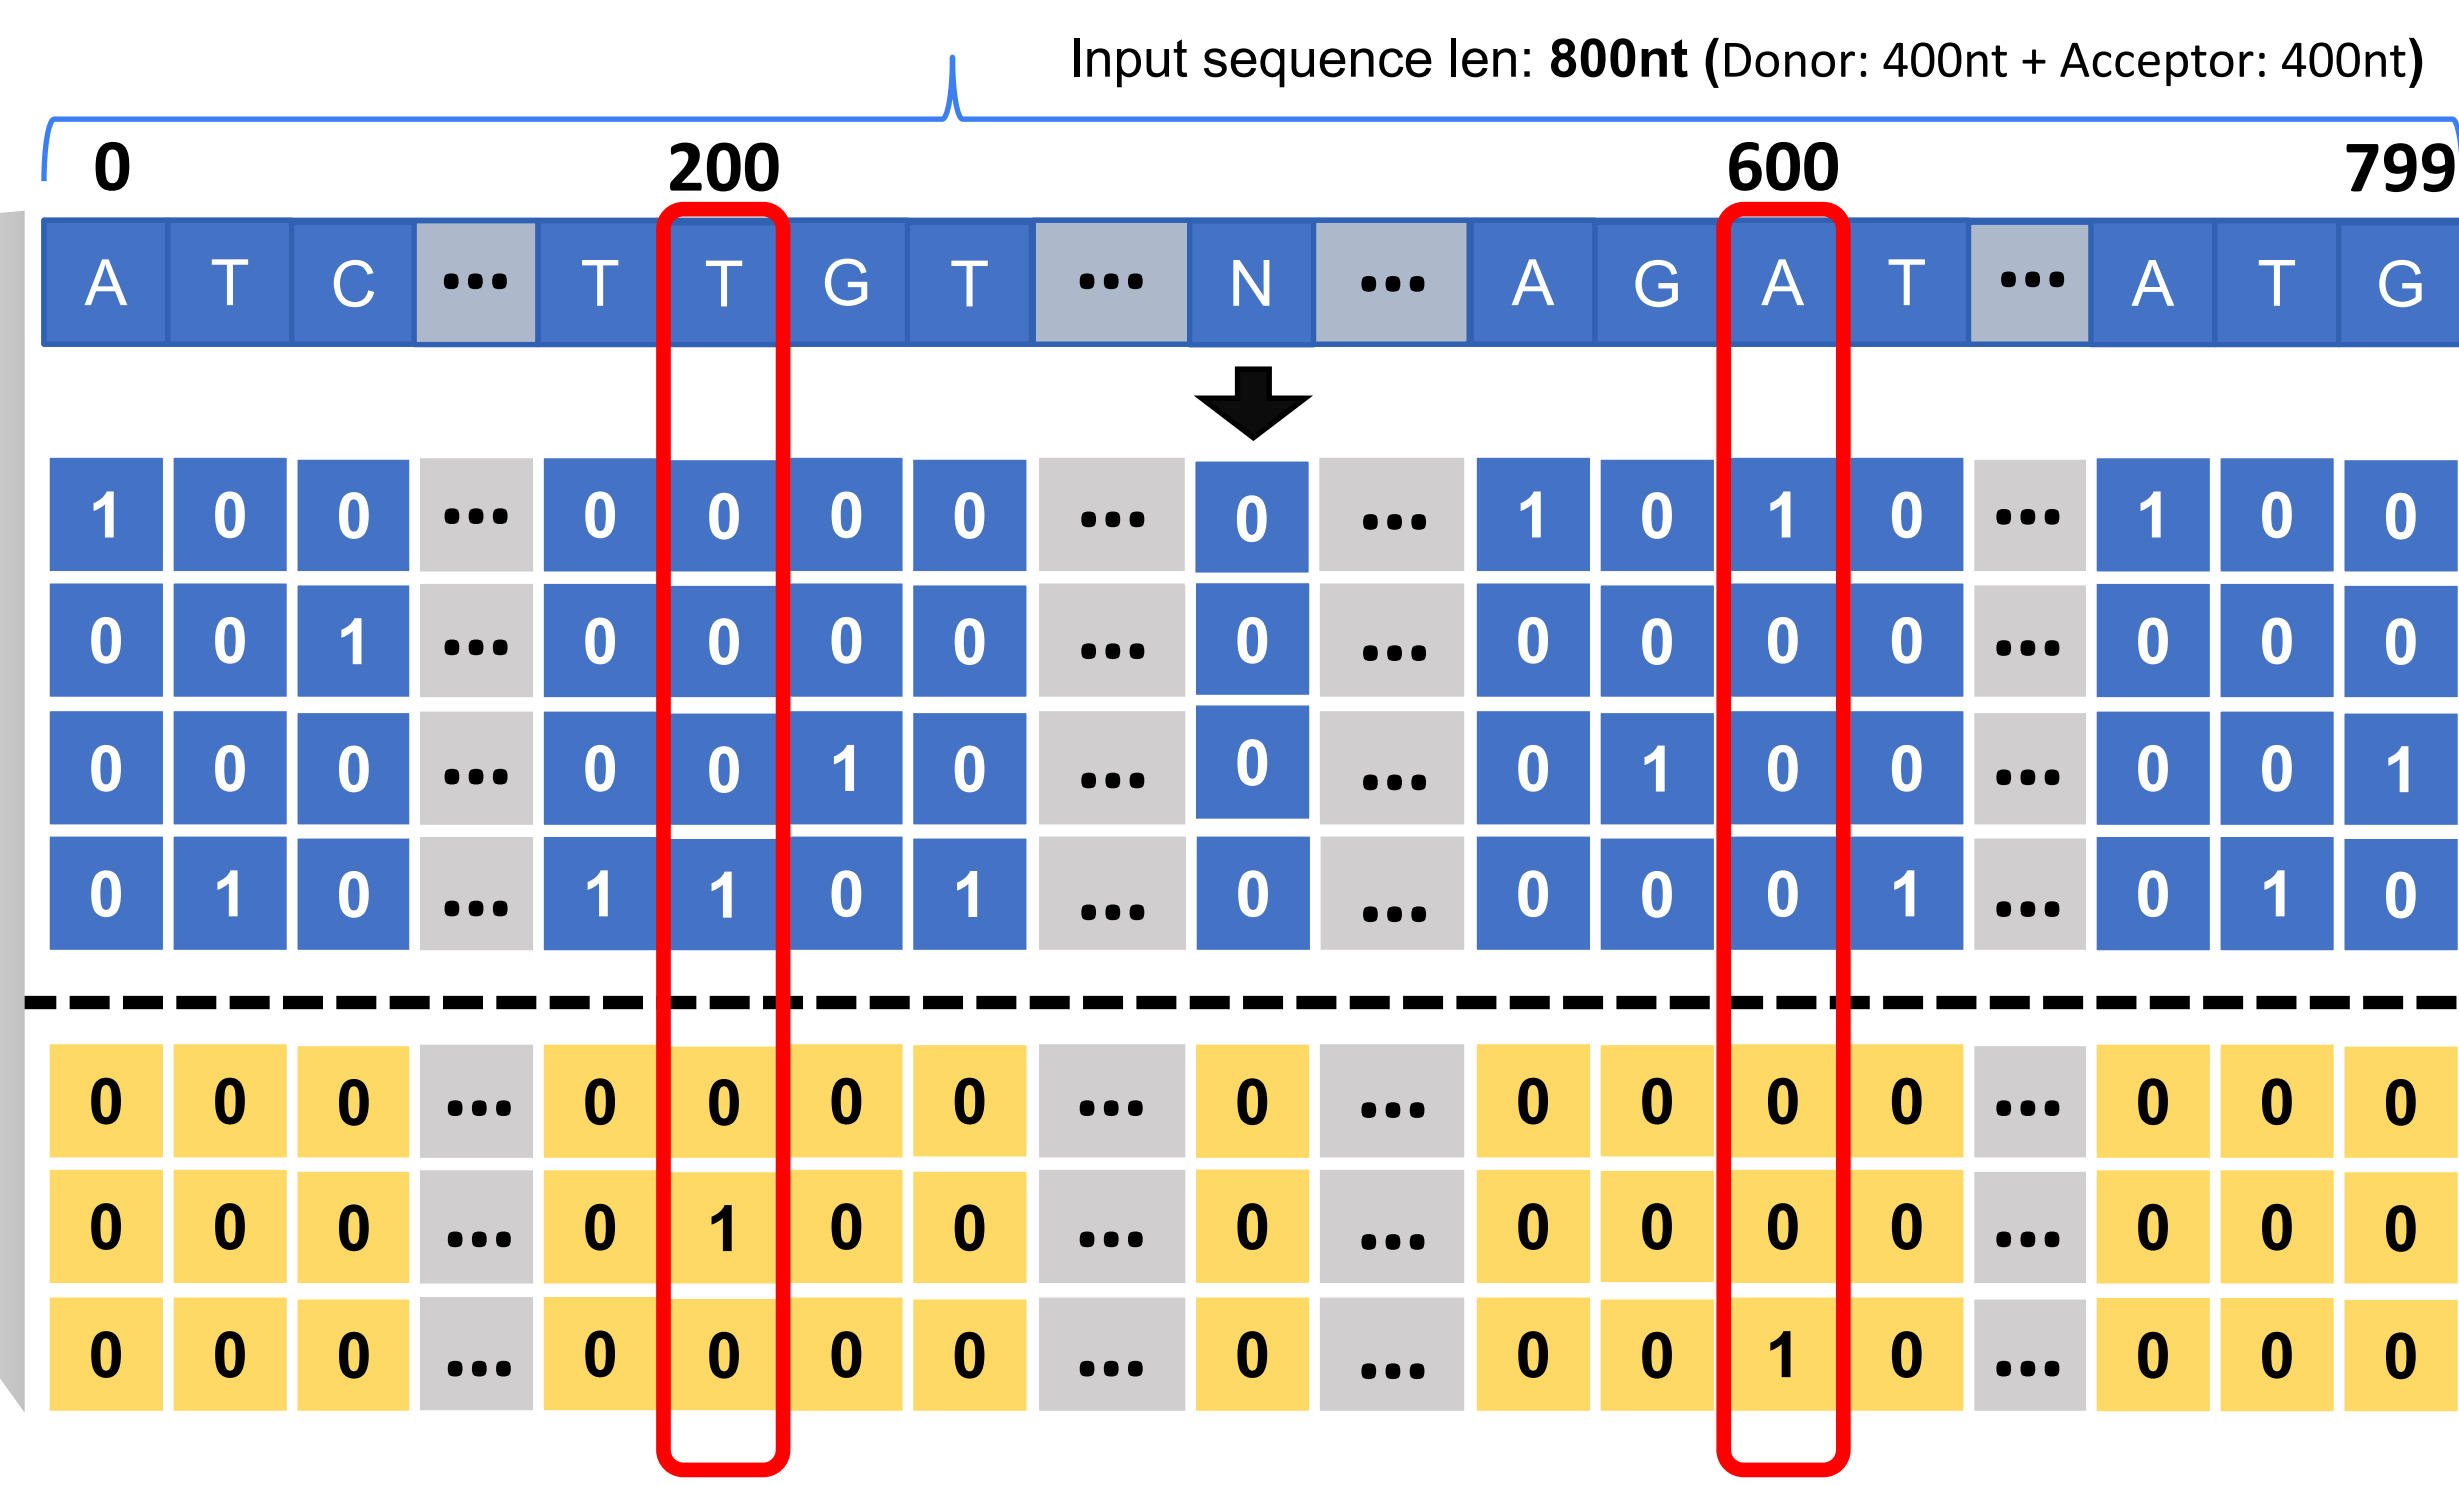 Input sequence len: 800nt (Donor: 400nt + Acceptor: 400nt)
0 200 600 799
A T C ... T T G T ... N ... A G A T ... A T G
1 0 0 ... 0 0 0 0 ... 0 ... 1 0 1 0 ... 1 0 0
0 0 1 ... 0 0 0 0 ... 0 ... 0 0 0 0 ... 0 0 0
0 0 0 ... 0 0 1 0 ... 0 ... 0 1 0 0 ... 0 0 1
0 1 0 ... 1 1 0 1 ... 0 ... 0 0 0 1 ... 0 1 0
0 0 0 ... 0 0 0 0 ... 0 ... 0 0 0 0 ... 0 0 0
0 0 0 ... 0 1 0 0 ... 0 ... 0 0 0 0 ... 0 0 0
0 0 0 ... 0 0 0 0 ... 0 ... 0 0 1 0 ... 0 0 0